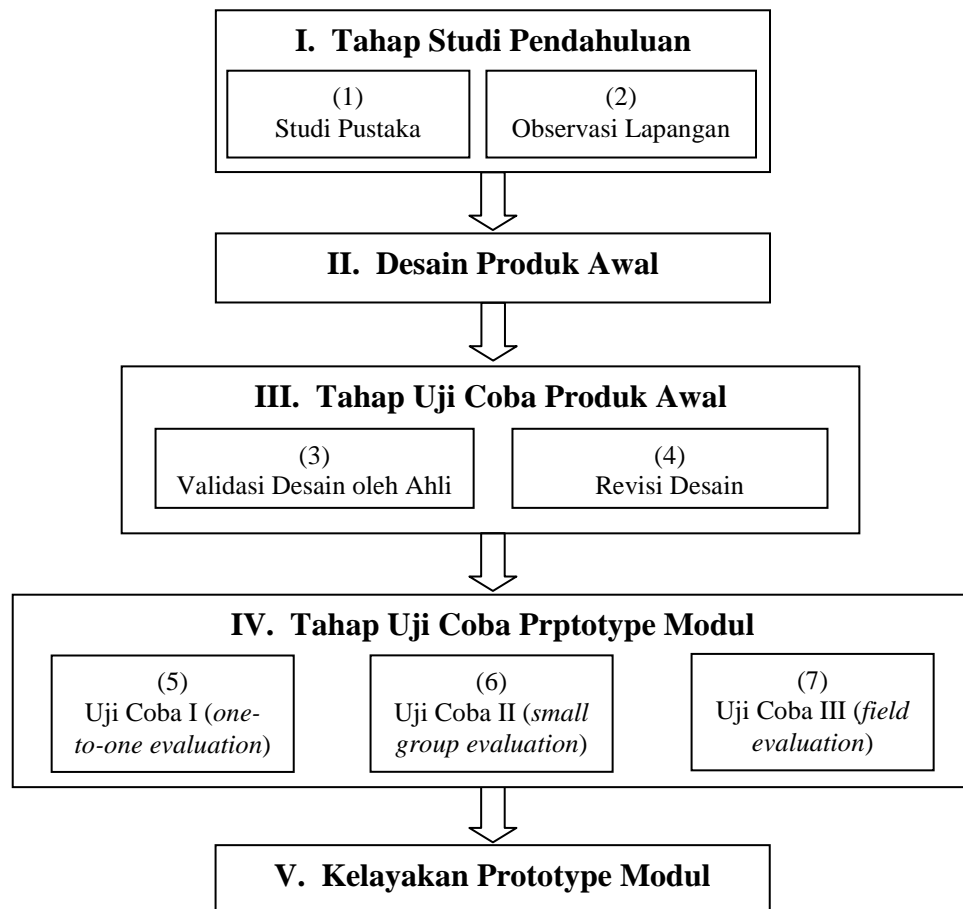 I. Tahap Studi Pendahuluan
(1)
Studi Pustaka
(2)
Observasi Lapangan
II. Desain Produk Awal
III. Tahap Uji Coba Produk Awal
(3)
Validasi Desain oleh Ahli
(4)
Revisi Desain
IV. Tahap Uji Coba Prptotype Modul
(5)
Uji Coba I (one-
to-one evaluation)
(6)
Uji Coba II (small
group evaluation)
(7)
Uji Coba III (field
evaluation)
V. Kelayakan Prototype Modul